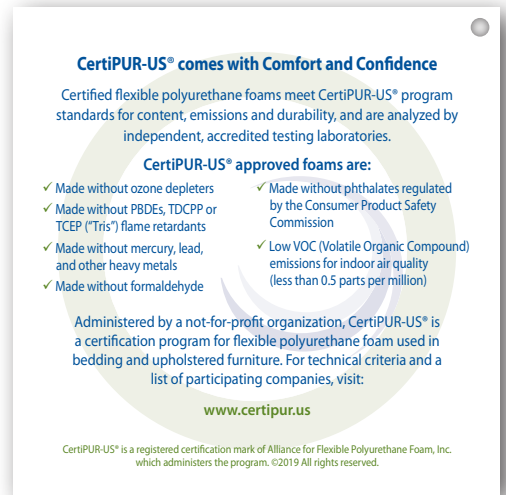 CertiPUR-US® comes with Comfort and Confidence
Certified flexible polyurethane foams meet CertiPUR-US® program
standards for content, emissions and durability, and are analyzed by
independent, accredited testing laboratories.
CertiPUR-US® approved foams are:
✓ Made without ozone depleters
✓ Made without PBDEs, TDCPP or
TCEP (“Tris”) flame retardants
✓ Made without mercury, lead,
and other heavy metals
✓ Made without formaldehyde
✓ Made without phthalates regulated
by the Consumer Product Safety
Commission
✓ Low VOC (Volatile Organic Compound)
emissions for indoor air quality
(less than 0.5 parts per million)
Administered by a not-for-profit organization, CertiPUR-US® is
a certification program for flexible polyurethane foam used in
bedding and upholstered furniture. For technical criteria and a
list of participating companies, visit:
www.certipur.us
CertiPUR-US® is a registered certification mark of Alliance for Flexible Polyurethane Foam, Inc.
which administers the program. ©2019 All rights reserved.